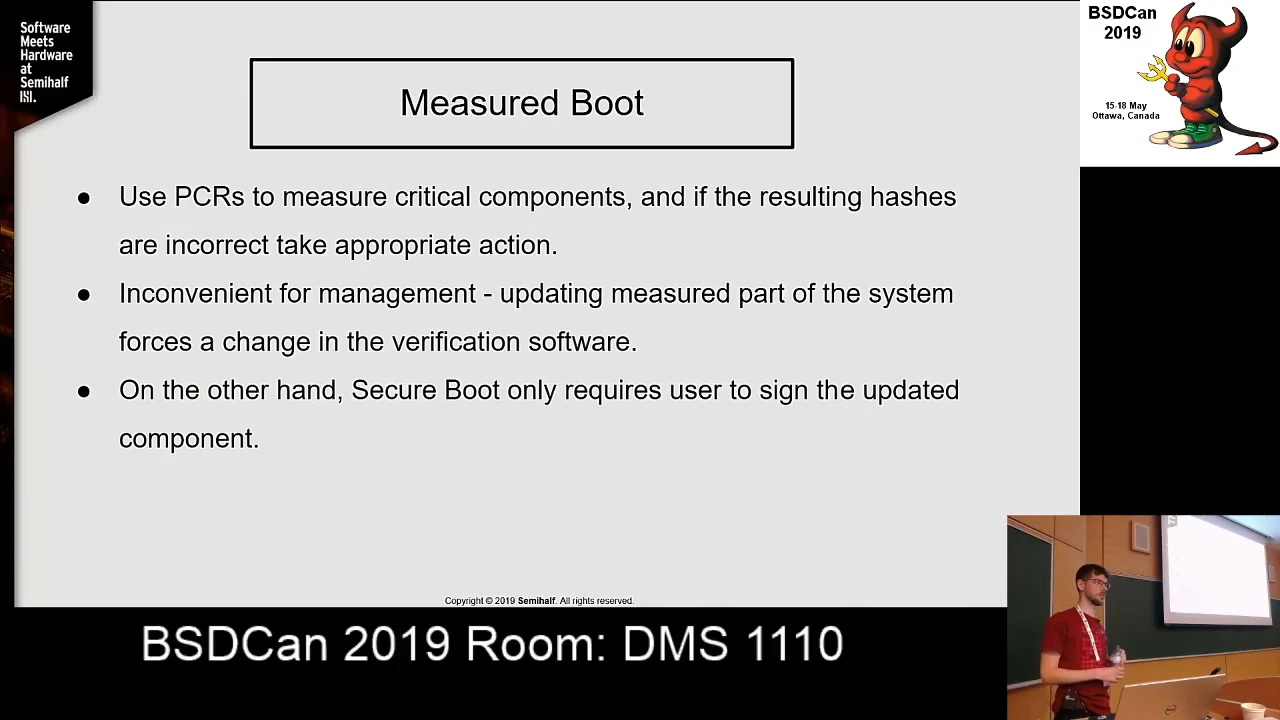 Software
Meets
Hardware
at
Semihalf
Measured Boot
● Use PCRs to measure critical components, and if the resulting hashes
are incorrect take appropriate action.
● Inconvenient for management - updating measured part of the system
forces a change in the verification software.
● On the other hand, Secure Boot only requires user to sign the updated
component.
Copyright © 2019 Semihalf. All rights reserved.
BSDCan
2019
15-18 May
Ottawa, Canada
BSDCan 2019 Room: DMS 1110